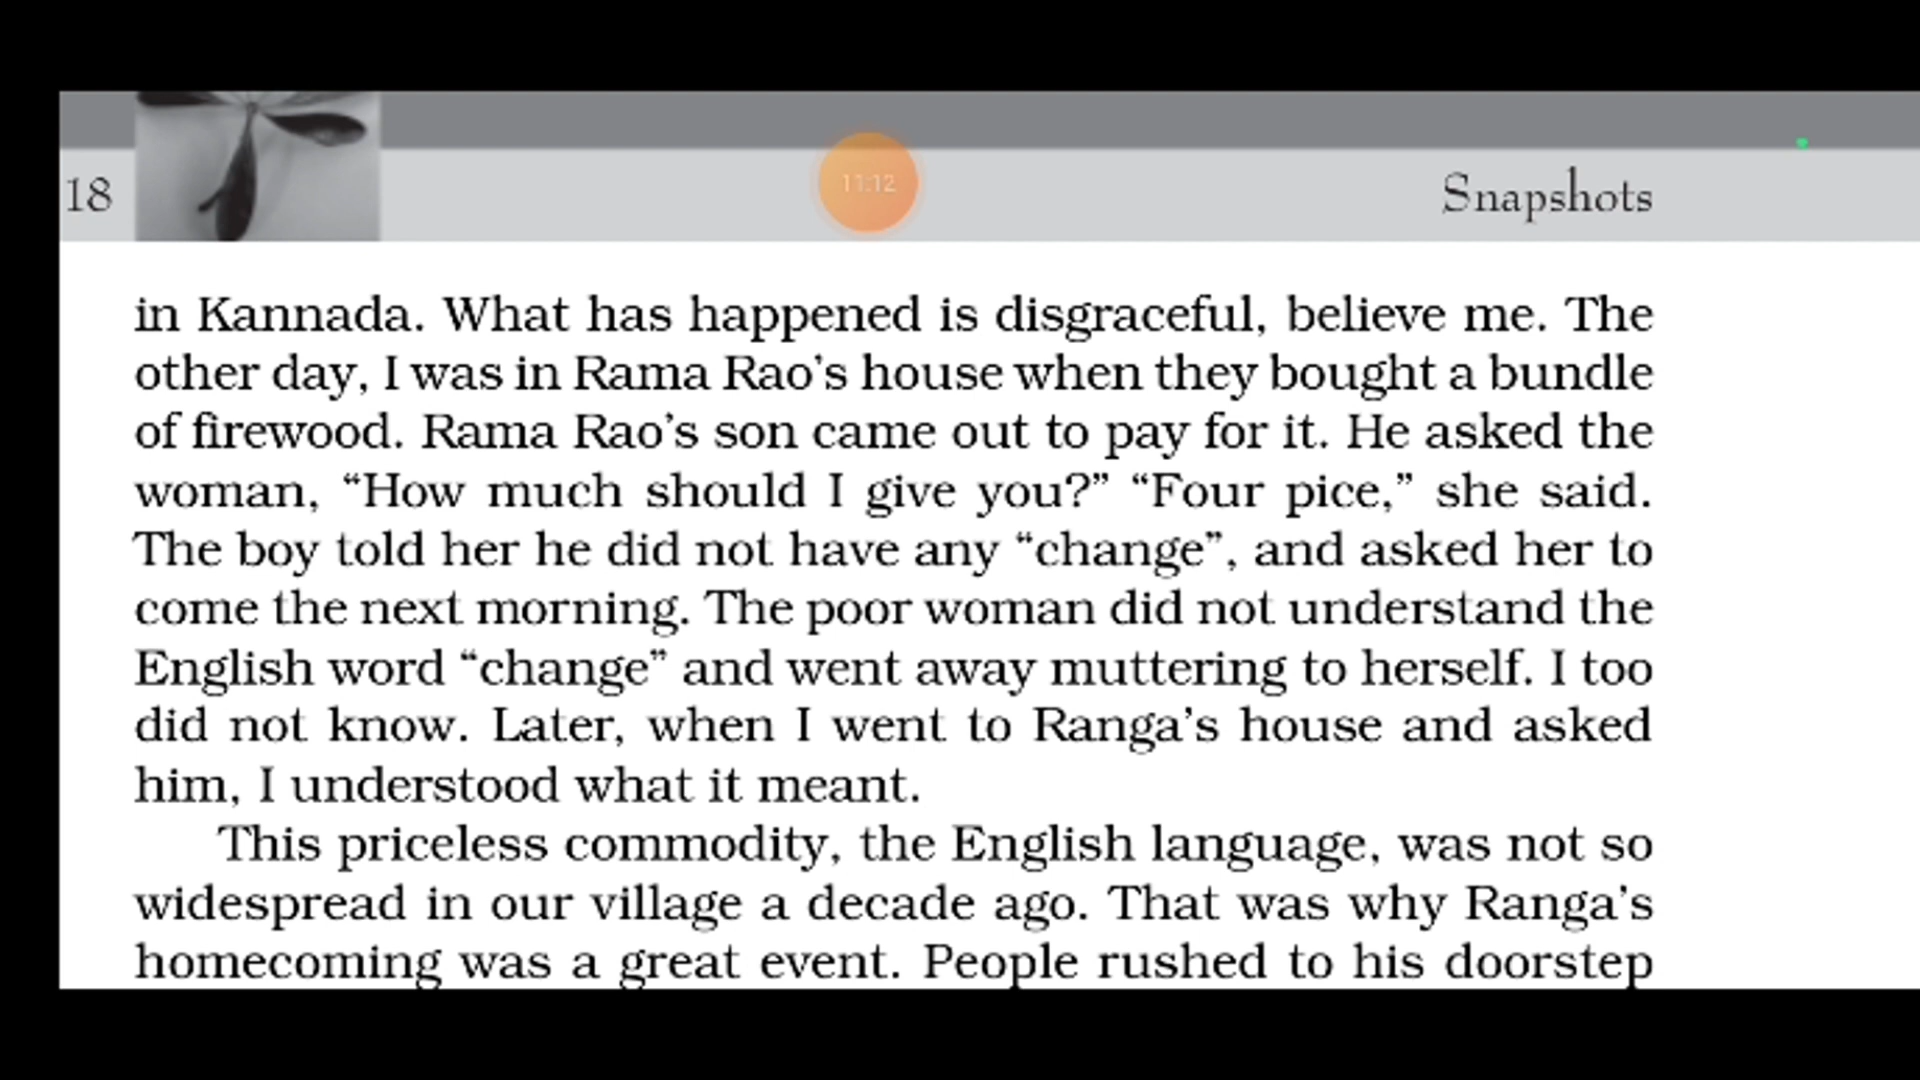 18
11:12
Snapshots
in Kannada. What has happened is disgraceful, believe me. The
other day, I was in Rama Rao’s house when they bought a bundle
of firewood. Rama Rao’s son came out to pay for it. He asked the
woman, “How much should I give you?” “Four pice,” she said.
The boy told her he did not have any “change”, and asked her to
come the next morning. The poor woman did not understand the
English word “change” and went away muttering to herself. I too
did not know. Later, when I went to Ranga’s house and asked
him, I understood what it meant.
This priceless commodity, the English language, was not so
widespread in our village a decade ago. That was why Ranga’s
homecoming was a great event. People rushed to his doorstep